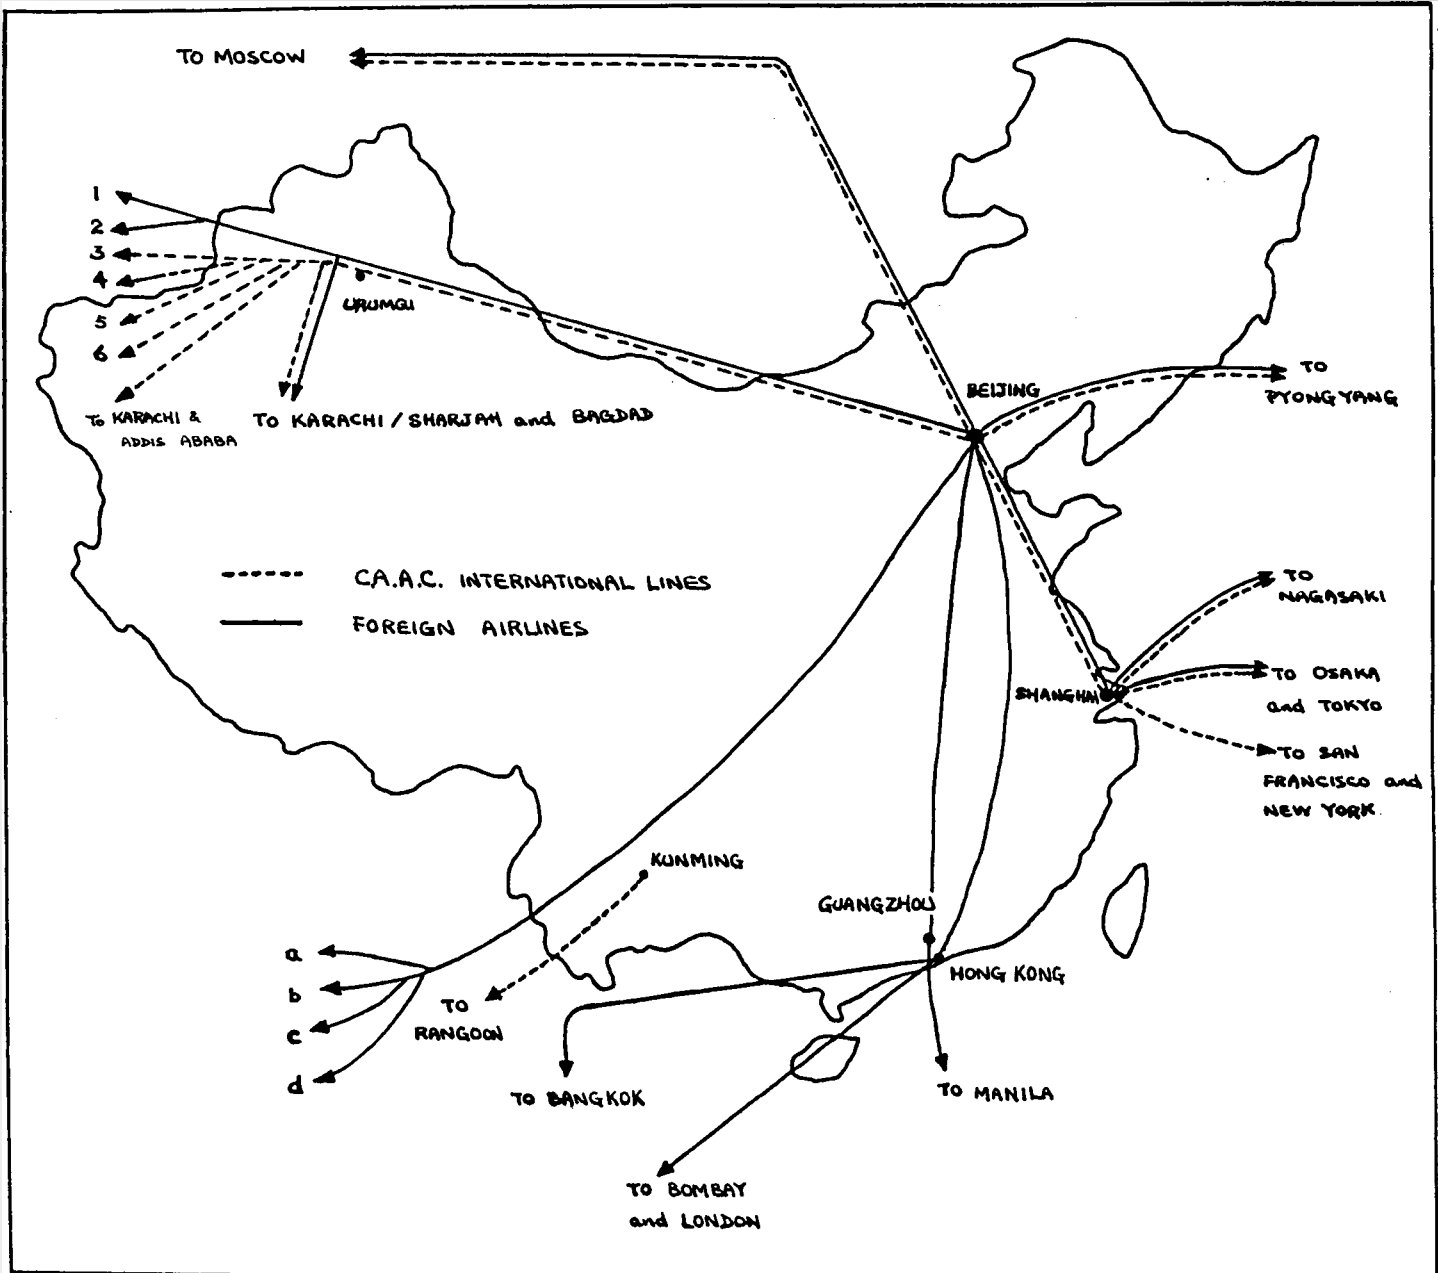 TO MOSCOW
1
2
3
4
5
6
URUMQI
TO KARACHI &
ADDIS ABABA
TO KARACHI / SHARJAH and BAGDAD
BEIJING
TO
PYONGYANG
C.A.A.C. INTERNATIONAL LINES
FOREIGN AIRLINES
TO
NAGASAKI
SHANGHAI
TO OSAKA
and TOKYO
TO SAN
FRANCISCO and
NEW YORK.
KUNMING
GUANGZHOU
HONG KONG
a
b
c
d
TO
RANGOON
TO BANGKOK
TO MANILA
TO BOMBAY
and LONDON